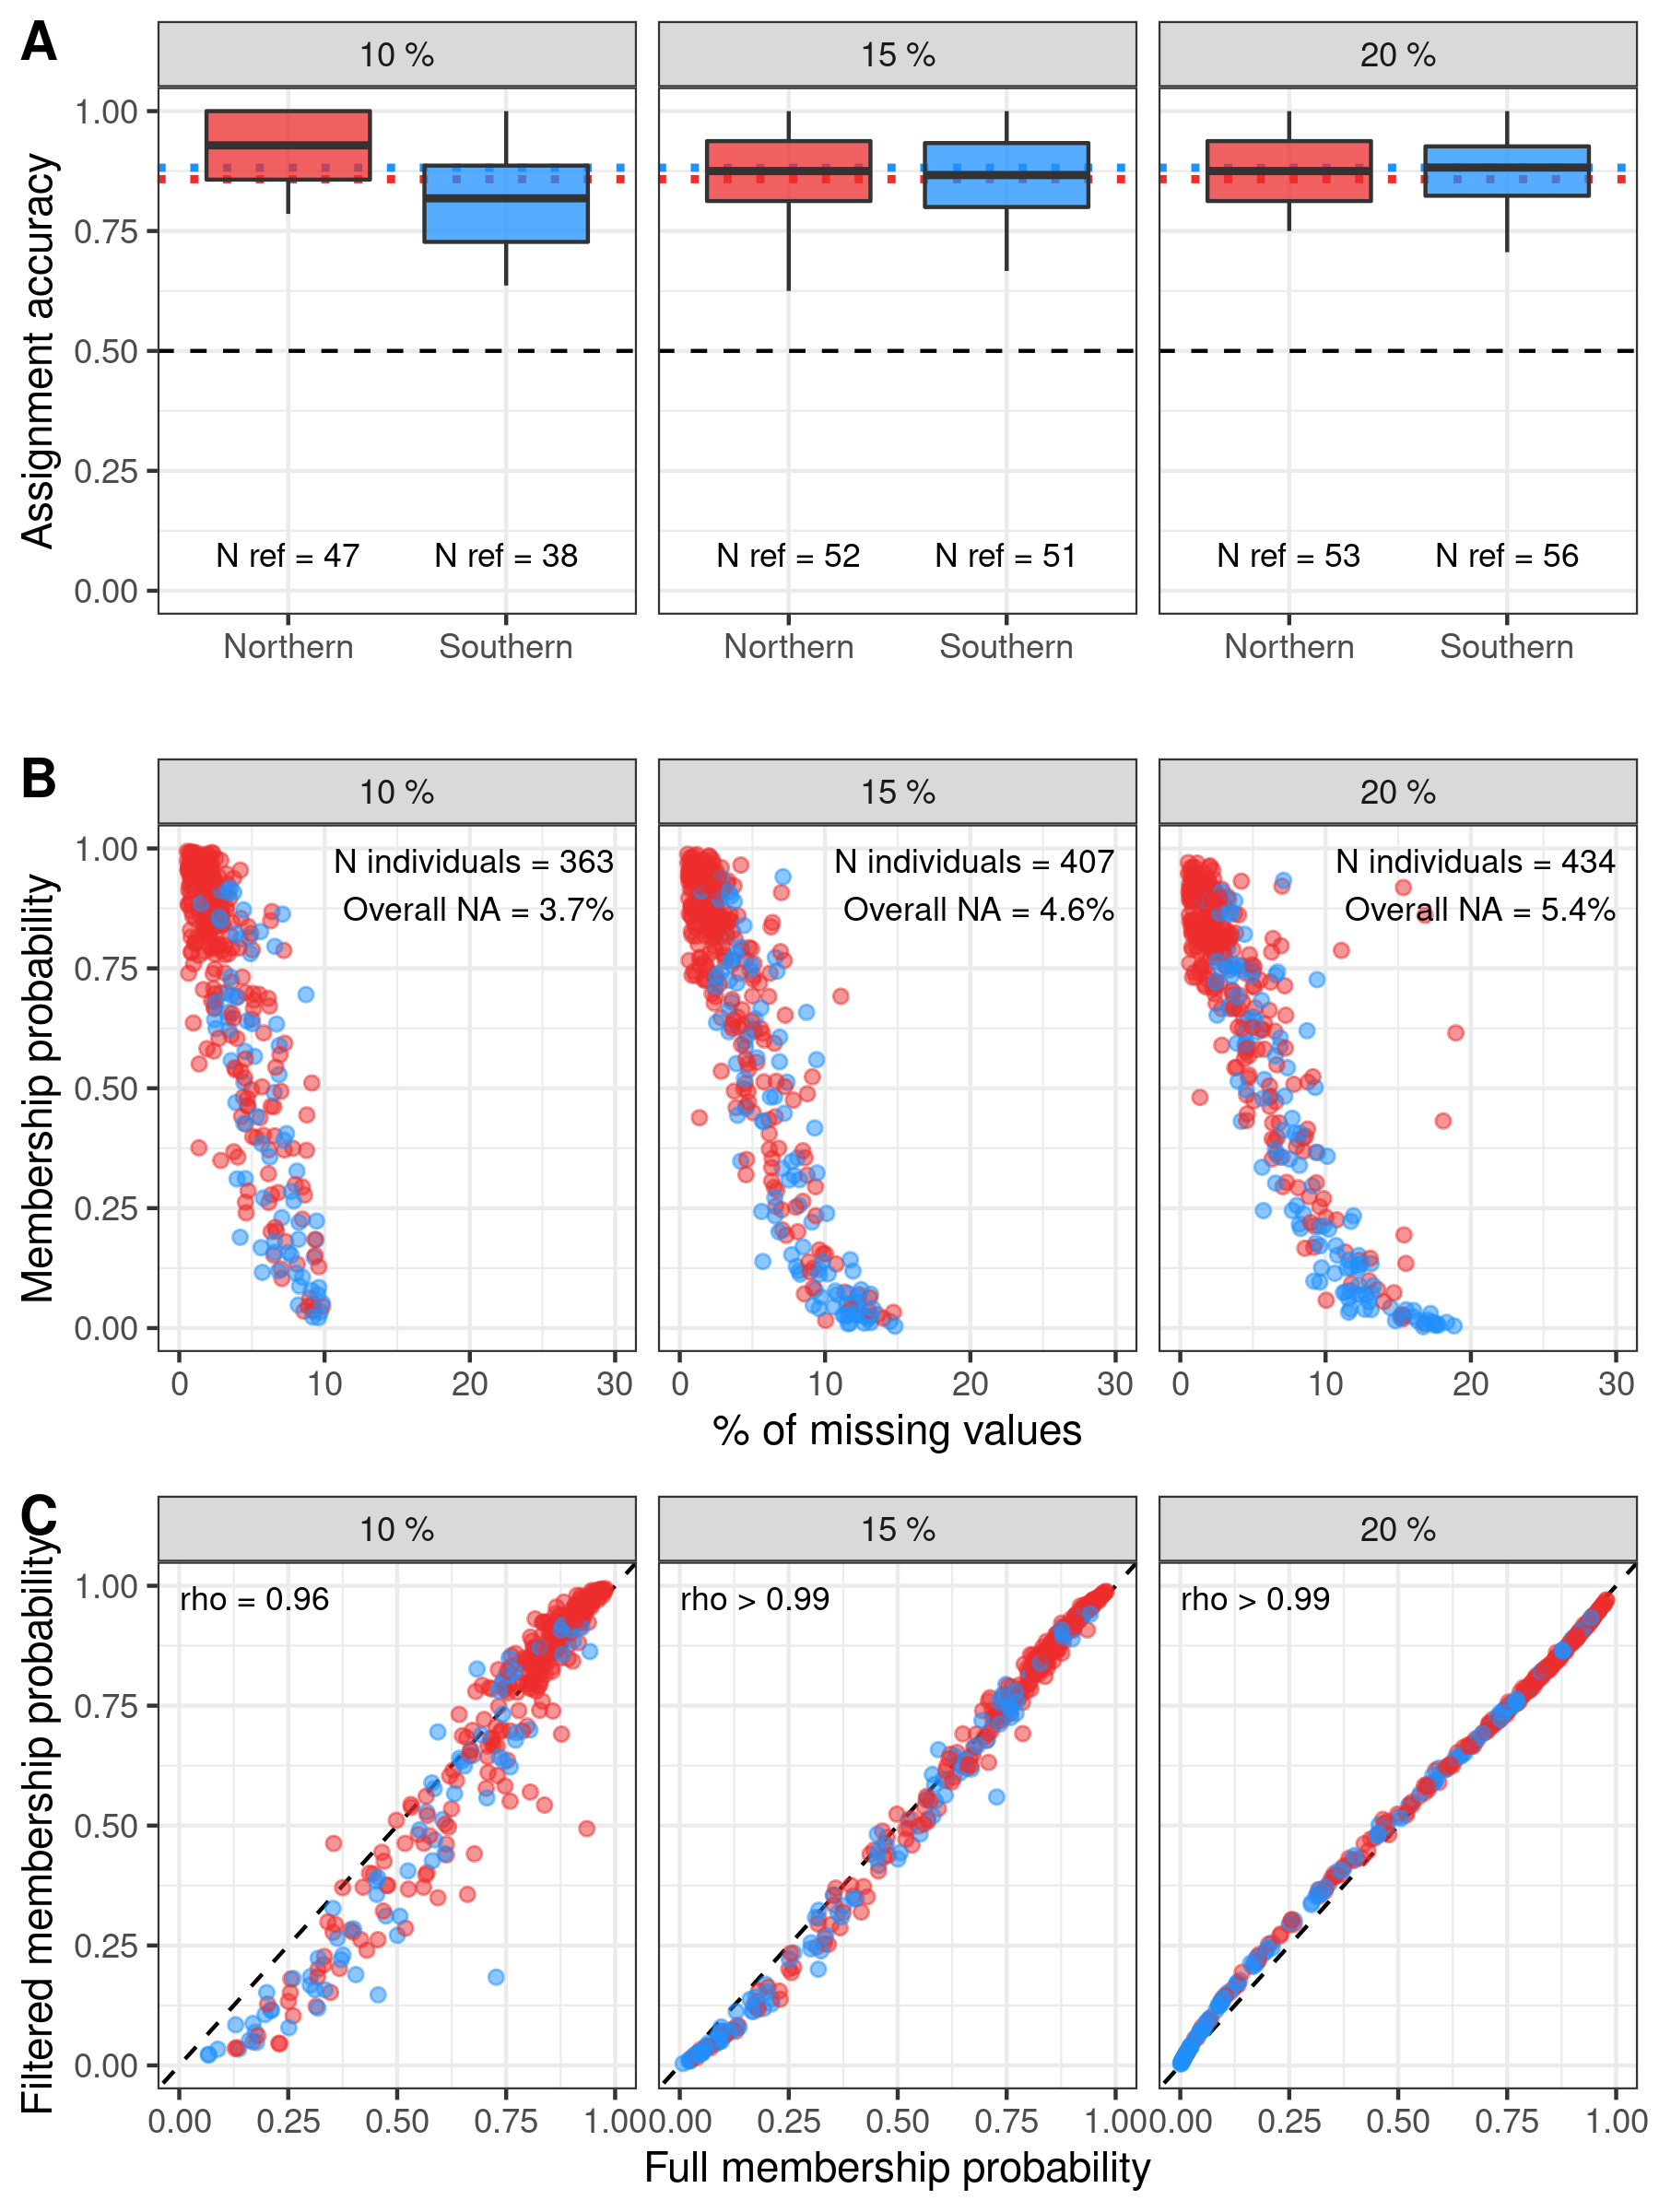 A
10 %
15 %
20 %
Assignment accuracy
1.00
0.75
0.50
0.25
0.00
N ref = 47
N ref = 38
N ref = 52
N ref = 51
N ref = 53
N ref = 56
Northern
Southern
Northern
Southern
Northern
Southern
B
10 %
15 %
20 %
Membership probability
1.00
0.75
0.50
0.25
0.00
N individuals = 363
Overall NA = 3.7%
N individuals = 407
Overall NA = 4.6%
N individuals = 434
Overall NA = 5.4%
0 10 20 30
0 10 20 30
0 10 20 30
% of missing values
C
10 %
15 %
20 %
Filtered membership probability
1.00
0.75
0.50
0.25
0.00
rho = 0.96
rho > 0.99
rho > 0.99
0.00 0.25 0.50 0.75 1.00
0.00 0.25 0.50 0.75 1.00
0.00 0.25 0.50 0.75 1.00
Full membership probability